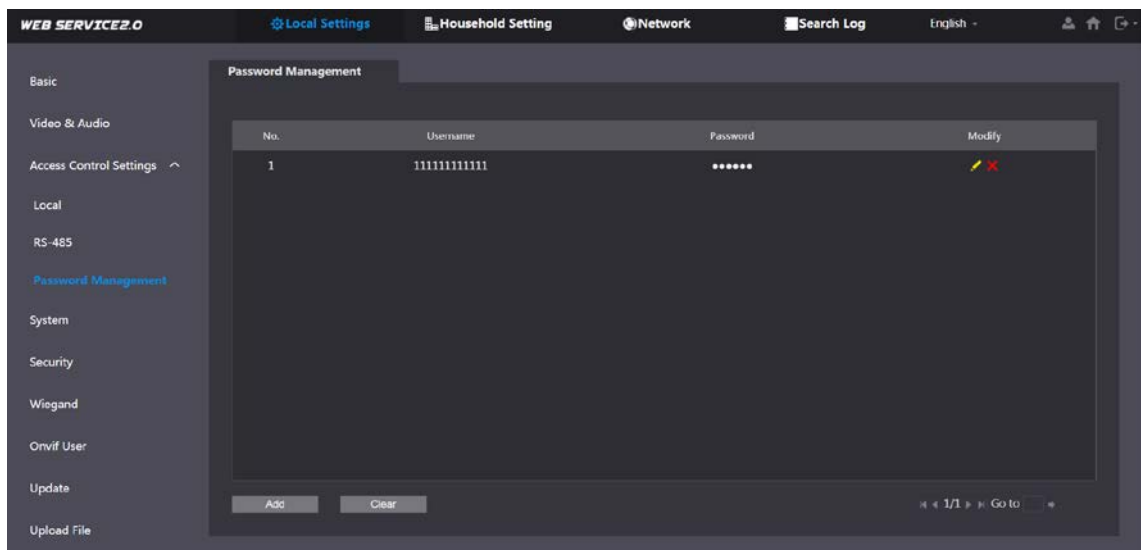 WEB SERVICE2.0 Local Settings Household Setting Network Search Log English
Basic
Video & Audio
Access Control Settings
Local
RS-485
Password Management
System
Security
Wiegand
Onvif User
Update
Upload File
Password Management
No. Username Password Modify
1 111111111111 ••••••
Add Clear 1/1 Go to